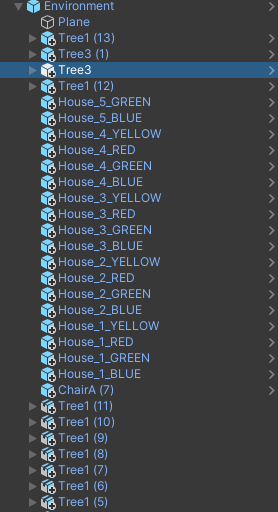 Environment
Plane
Tree1 (13)
Tree3 (1)
Tree3
Tree1 (12)
House_5_GREEN
House_5_BLUE
House_4_YELLOW
House_4_RED
House_4_GREEN
House_4_BLUE
House_3_YELLOW
House_3_RED
House_3_GREEN
House_3_BLUE
House_2_YELLOW
House_2_RED
House_2_GREEN
House_2_BLUE
House_1_YELLOW
House_1_RED
House_1_GREEN
House_1_BLUE
ChairA (7)
Tree1 (11)
Tree1 (10)
Tree1 (9)
Tree1 (8)
Tree1 (7)
Tree1 (6)
Tree1 (5)